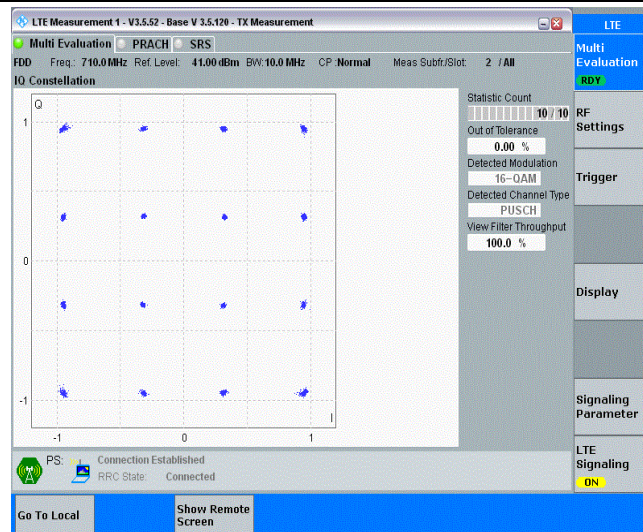 LTE Measurement 1 - V3.5.52 - Base V 3.5.120 - TX Measurement
LTE
Multi Evaluation PRACH SRS
Multi
Evaluation
RDY
FDD Freq.: 710.0 MHz Ref. Level: 41.00 dBm BW: 10.0 MHz CP :Normal Meas Subfr./Slot: 2 / All
IQ Constellation
Q
1
0
-1
I
-1 0 1
Statistic Count
10 / 10
Out of Tolerance
0.00 %
Detected Modulation
16-QAM
Detected Channel Type
PUSCH
View Filter Throughput
100.0 %
RF
Settings
Trigger
Display
Signaling
Parameter
LTE
Signaling
ON
PS: Connection Established
RRC State: Connected
Go To Local
Show Remote
Screen